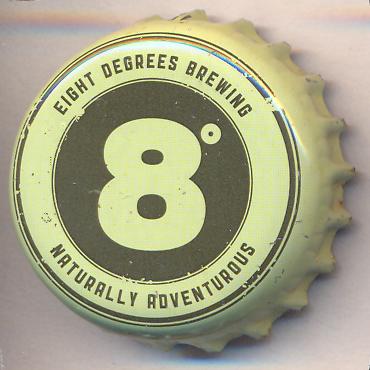 EIGHT DEGREES BREWING
8°
NATURALLY ADVENTUROUS